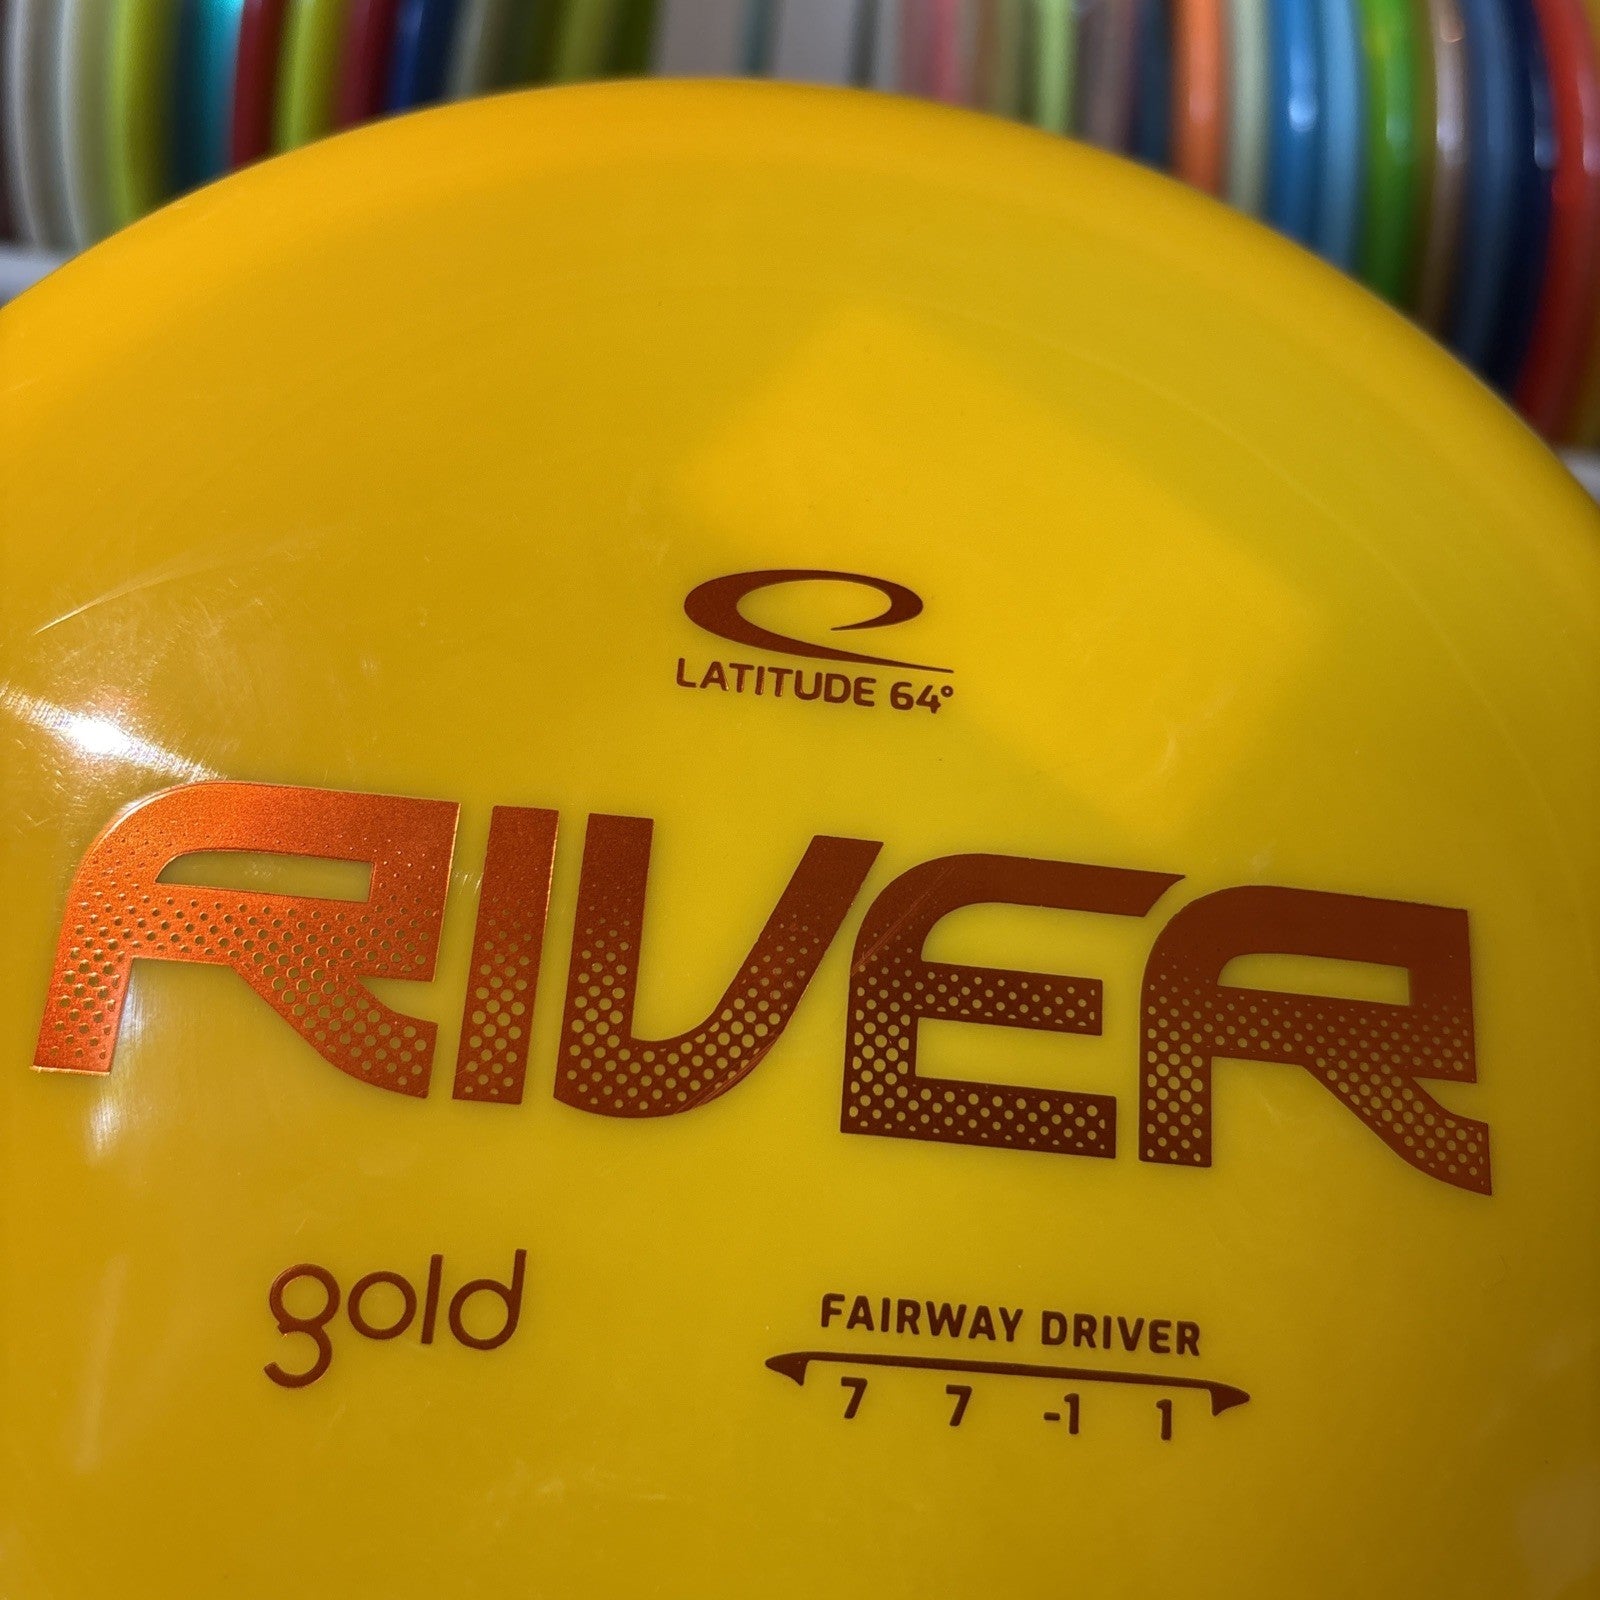 LATITUDE 64°
RIVER
gold
FAIRWAY DRIVER
7 7 -1 1